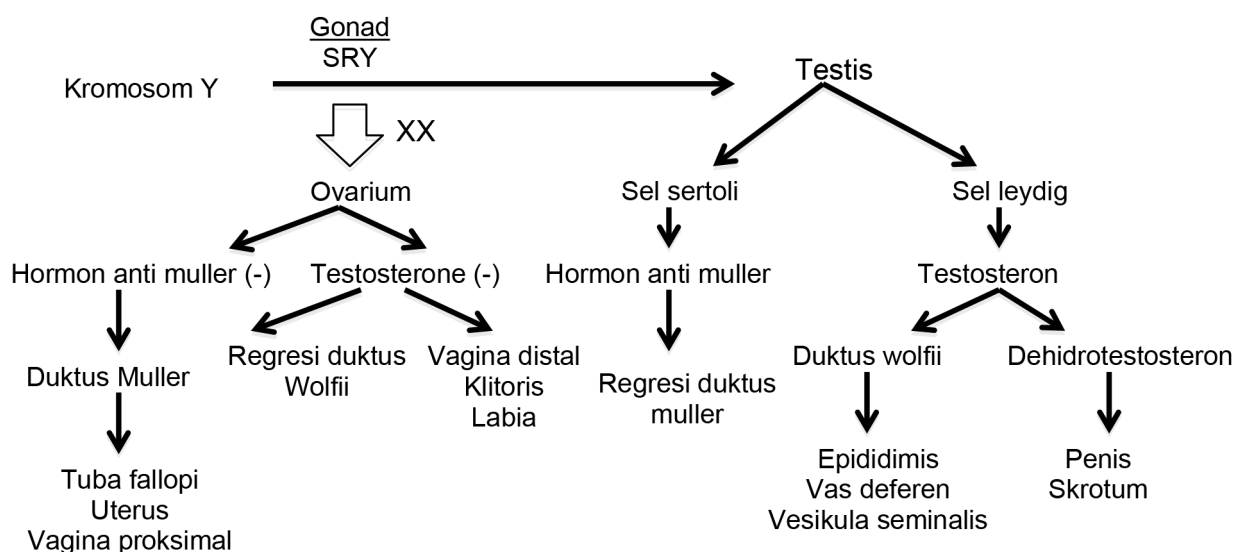 Gonad
SRY
Kromosom Y
Testis
XX
Ovarium
Sel sertoli
Sel leydig
Hormon anti muller (-)
Testosterone (-)
Hormon anti muller
Testosteron
Duktus Muller
Regresi duktus
Wolfii
Vagina distal
Klitoris
Labia
Regresi duktus
muller
Duktus wolfii
Dehidrotestosteron
Tuba fallopi
Uterus
Vagina proksimal
Epididimis
Vas deferen
Vesikula seminalis
Penis
Skrotum